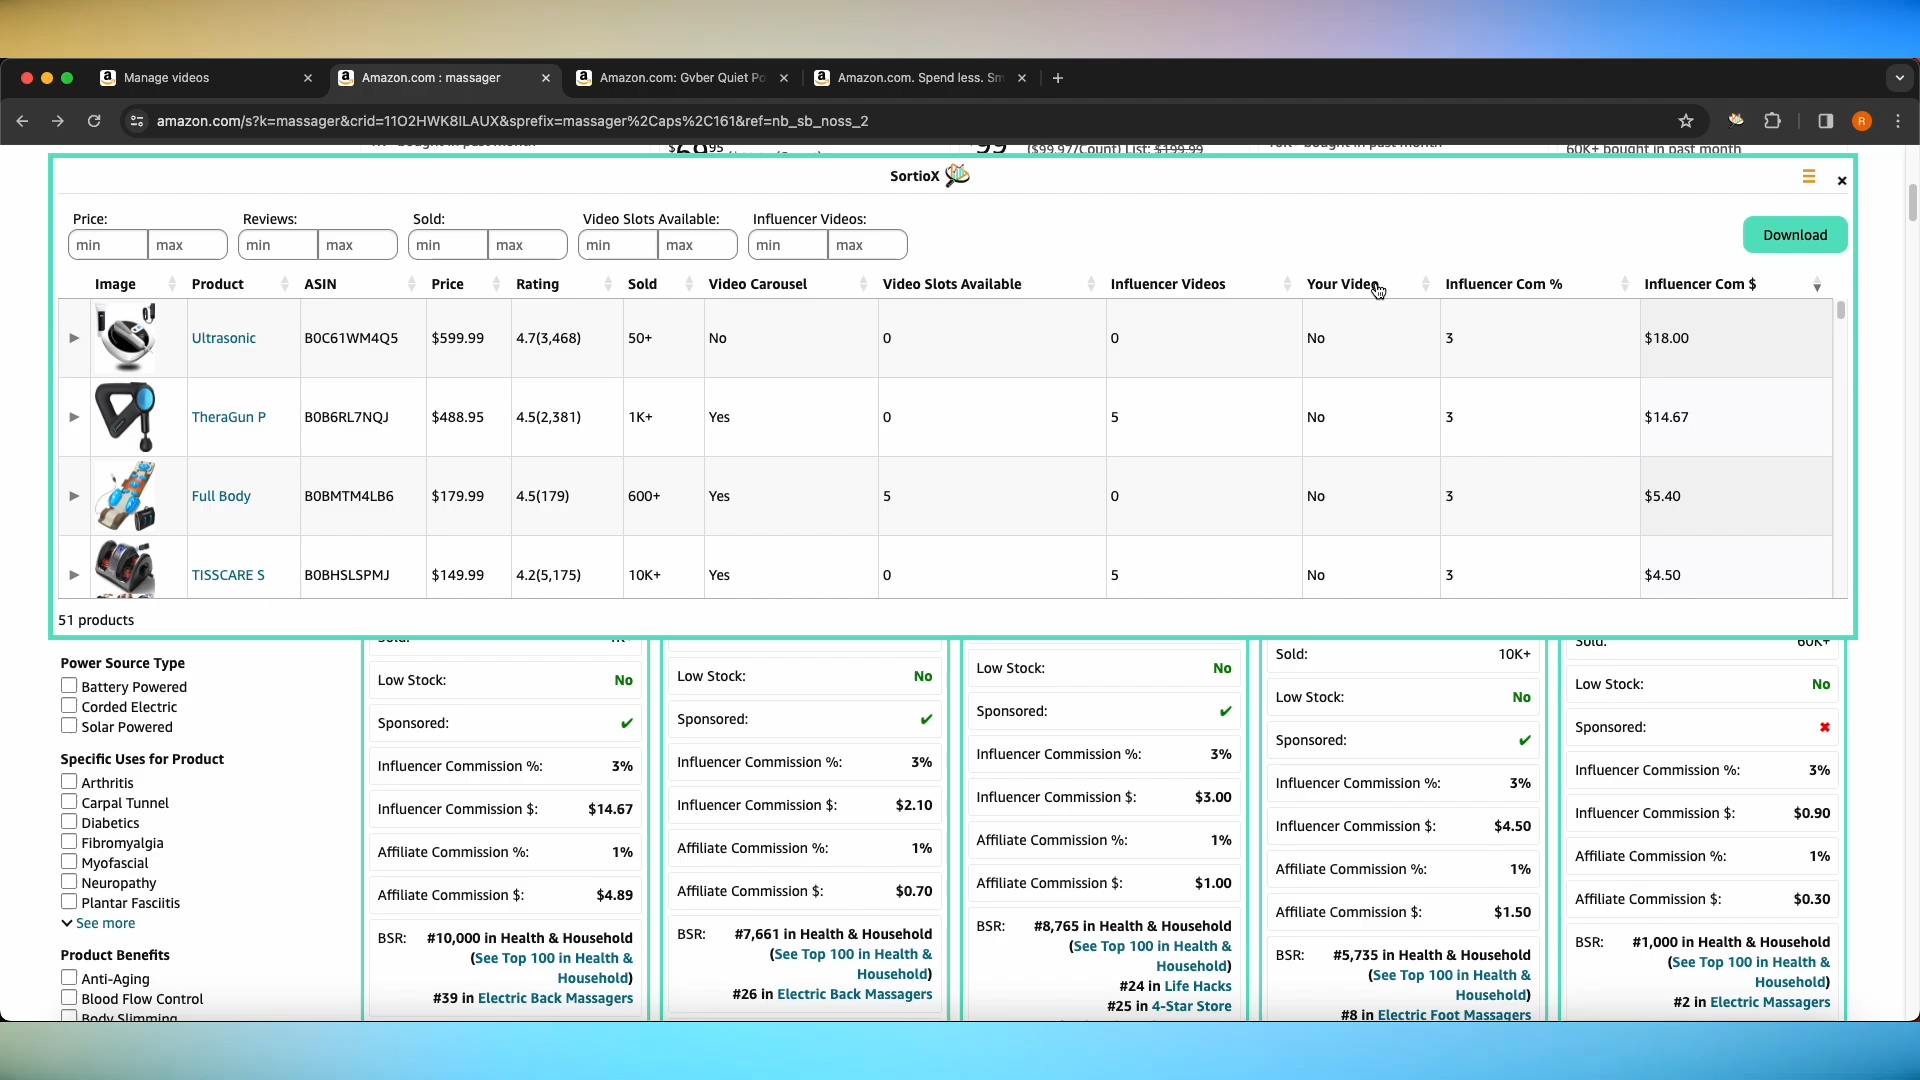 Manage videos
Amazon.com : massager
Amazon.com: Gvber Quiet Po
Amazon.com. Spend less. Sm
amazon.com/s?k=massager&crid=11O2HWK8ILAUX&sprefix=massager%2Caps%2C161&ref=nb_sb_noss_2
R
($99.97/Count) List: $199.99
60K+ bought in past month
SortioX
Price:
Reviews:
Sold:
Video Slots Available:
Influencer Videos:
min max min max min max min max min max
Download
Image Product ASIN Price Rating Sold Video Carousel Video Slots Available Influencer Videos Your Video Influencer Com % Influencer Com $
Ultrasonic B0C61WM4Q5 $599.99 4.7(3,468) 50+ No 0 0 No 3 $18.00
TheraGun P B0B6RL7NQJ $488.95 4.5(2,381) 1K+ Yes 0 5 No 3 $14.67
Full Body B0BMTM4LB6 $179.99 4.5(179) 600+ Yes 5 0 No 3 $5.40
TISSCARE S B0BHSLSPMJ $149.99 4.2(5,175) 10K+ Yes 0 5 No 3 $4.50
51 products
Power Source Type
Battery Powered
Corded Electric
Solar Powered
Specific Uses for Product
Arthritis
Carpal Tunnel
Diabetics
Fibromyalgia
Myofascial
Neuropathy
Plantar Fasciitis
See more
Product Benefits
Anti-Aging
Blood Flow Control
Body Slimming
Low Stock: No
Sponsored: ✔
Influencer Commission %: 3%
Influencer Commission $: $14.67
Affiliate Commission %: 1%
Affiliate Commission $: $4.89
BSR: #10,000 in Health & Household
(See Top 100 in Health &
Household)
#39 in Electric Back Massagers
Low Stock: No
Sponsored: ✔
Influencer Commission %: 3%
Influencer Commission $: $2.10
Affiliate Commission %: 1%
Affiliate Commission $: $0.70
BSR: #7,661 in Health & Household
(See Top 100 in Health &
Household)
#26 in Electric Back Massagers
Low Stock: No
Sponsored: ✔
Influencer Commission %: 3%
Influencer Commission $: $3.00
Affiliate Commission %: 1%
Affiliate Commission $: $1.00
BSR: #8,765 in Health & Household
(See Top 100 in Health &
Household)
#24 in Life Hacks
#25 in 4-Star Store
Sold: 10K+
Low Stock: No
Sponsored: ✔
Influencer Commission %: 3%
Influencer Commission $: $4.50
Affiliate Commission %: 1%
Affiliate Commission $: $1.50
BSR: #5,735 in Health & Household
(See Top 100 in Health &
Household)
#8 in Electric Foot Massagers
Sold: 60K+
Low Stock: No
Sponsored: ✖
Influencer Commission %: 3%
Influencer Commission $: $0.90
Affiliate Commission %: 1%
Affiliate Commission $: $0.30
BSR: #1,000 in Health & Household
(See Top 100 in Health &
Household)
#2 in Electric Massagers